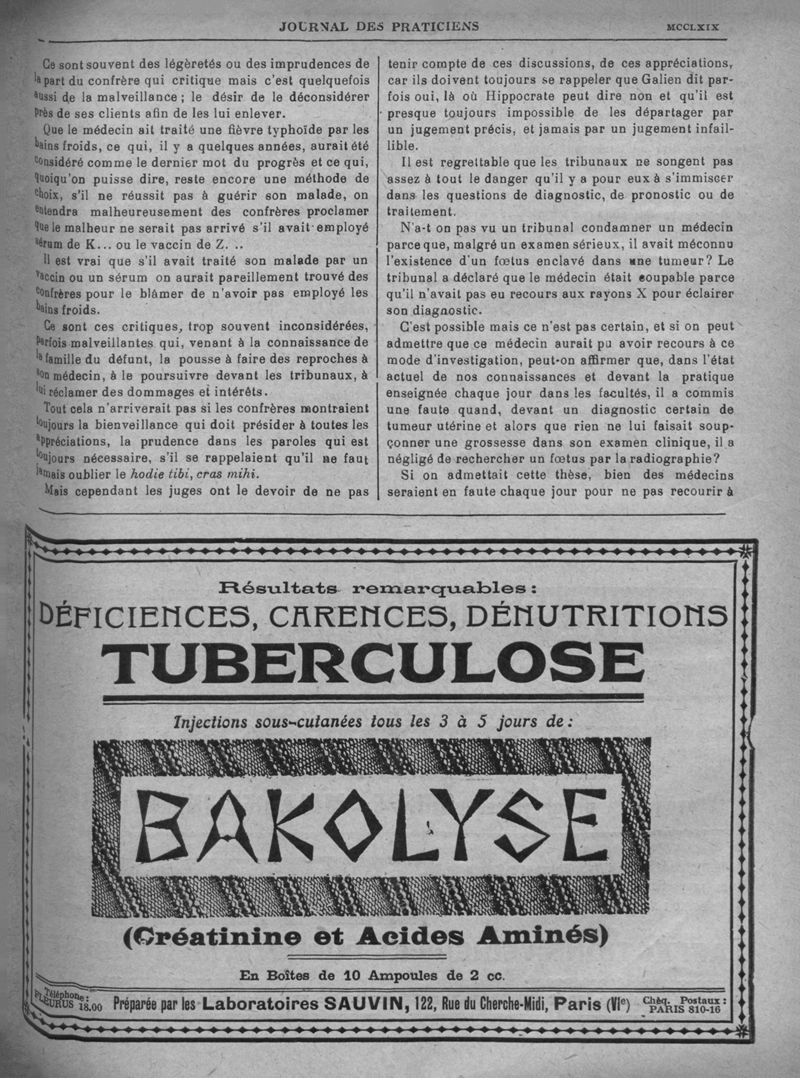 JOURNAL DES PRATICIENS
MCCLXIX
Ce sont souvent des légèretés ou des imprudences de
la part du confrère qui critique mais c'est quelquefois
aussi de la malveillance ; le désir de le déconsidérer
près de ses clients afin de les lui enlever.
Que le médecin ait traité une fièvre typhoïde par les
bains froids, ce qui, il y a quelques années, aurait été
considéré comme le dernier mot du progrès et ce qui,
quoiqu'on puisse dire, reste encore une méthode de
choix, s'il ne réussit pas à guérir son malade, on
entendra malheureusement des confrères proclamer
que le malheur ne serait pas arrivé s'il avait employé
sérum de K... ou le vaccin de Z. ..
Il est vrai que s'il avait traité son malade par un
vaccin ou un sérum on aurait pareillement trouvé des
confrères pour le blâmer de n'avoir pas employé les
bains froids.
Ce sont ces critiques, trop souvent inconsidérées,
parfois malveillantes qui, venant à la connaissance de
la famille du défunt, la pousse à faire des reproches à
son médecin, à le poursuivre devant les tribunaux, à
lui réclamer des dommages et intérêts.
Tout cela n'arriverait pas si les confrères montraient
toujours la bienveillance qui doit présider à toutes les
appréciations, la prudence dans les paroles qui est
toujours nécessaire, s'il se rappelaient qu'il ne faut
jamais oublier le hodie tibi, cras mihi.
Mais cependant les juges ont le devoir de ne pas
tenir compte de ces discussions, de ces appréciations,
car ils doivent toujours se rappeler que Galien dit par-
fois oui, là où Hippocrate peut dire non et qu'il est
presque toujours impossible de les départager par
un jugement précis, et jamais par un jugement infail-
lible.
Il est regrettable que les tribunaux ne songent pas
assez à tout le danger qu'il y a pour eux à s'immiscer
dans les questions de diagnostic, de pronostic ou de
traitement.
N'a-t on pas vu un tribunal condamner un médecin
parce que, malgré un examen sérieux, il avait méconnu
l'existence d'un fœtus enclavé dans une tumeur? Le
tribunal a déclaré que le médecin était coupable parce
qu'il n'avait pas eu recours aux rayons X pour éclairer
son diagnostic.
C'est possible mais ce n'est pas certain, et si on peut
admettre que ce médecin aurait pu avoir recours à ce
mode d'investigation, peut-on affirmer que, dans l'état
actuel de nos connaissances et devant la pratique
enseignée chaque jour dans les facultés, il a commis
une faute quand, devant un diagnostic certain de
tumeur utérine et alors que rien ne lui faisait soup-
çonner une grossesse dans son examen clinique, il a
négligé de rechercher un fœtus par la radiographie?
Si on admettait cette thèse, bien des médecins
seraient en faute chaque jour pour ne pas recourir à
Résultats remarquables :
DÉFICIENCES, CARENCES, DÉNUTRITIONS
TUBERCULOSE
Injections sous-cutanées tous les 3 à 5 jours de :
BAKOLYSE
(Créatinine et Acides Aminés)
En Boîtes de 10 Ampoules de 2 cc.
Téléphone :
FLEURUS 18.00
Préparée par les Laboratoires SAUVIN, 122, Rue du Cherche-Midi, Paris (VIe)
Chèq. Postaux :
PARIS 810-16